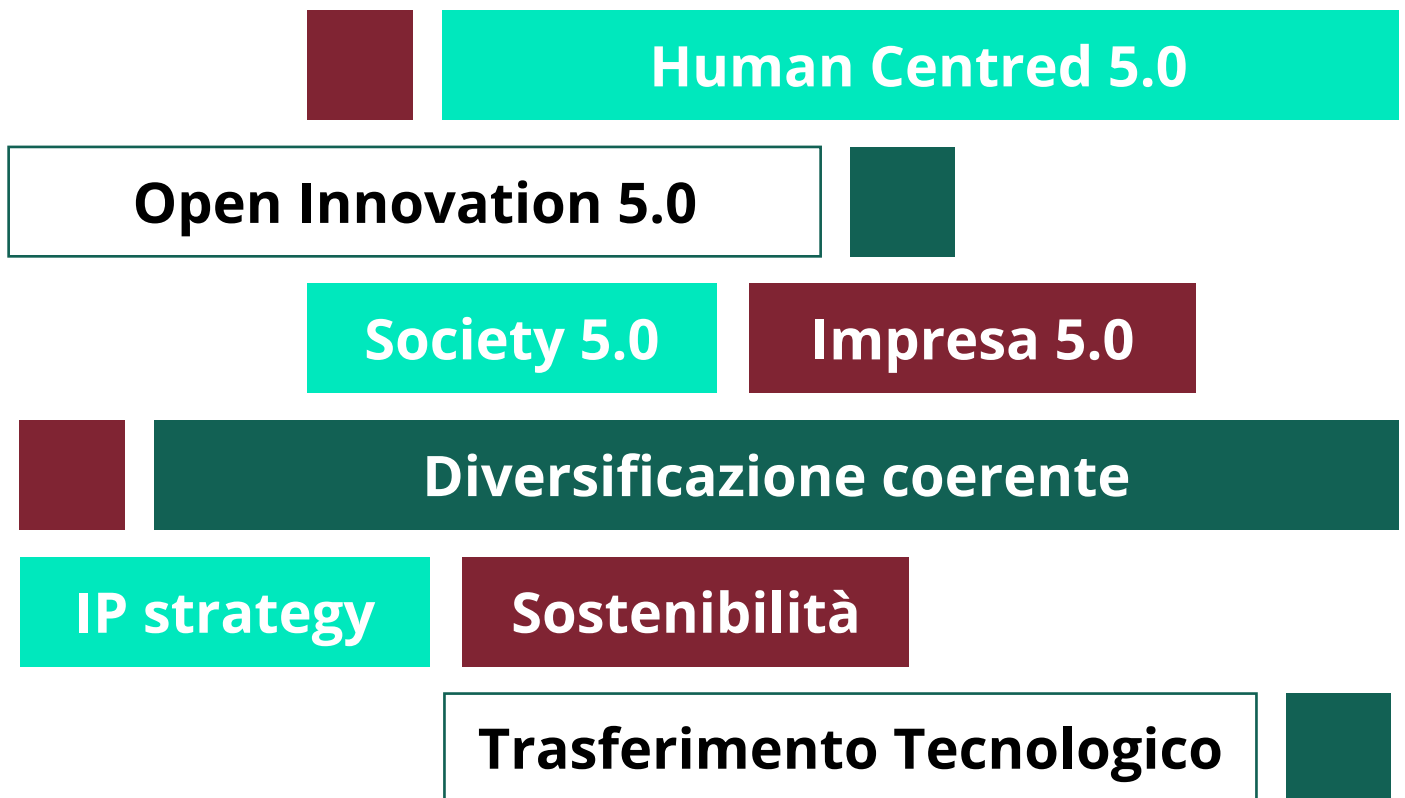 Human Centred 5.0
Open Innovation 5.0
Society 5.0 Impresa 5.0
Diversificazione coerente
IP strategy Sostenibilità
Trasferimento Tecnologico